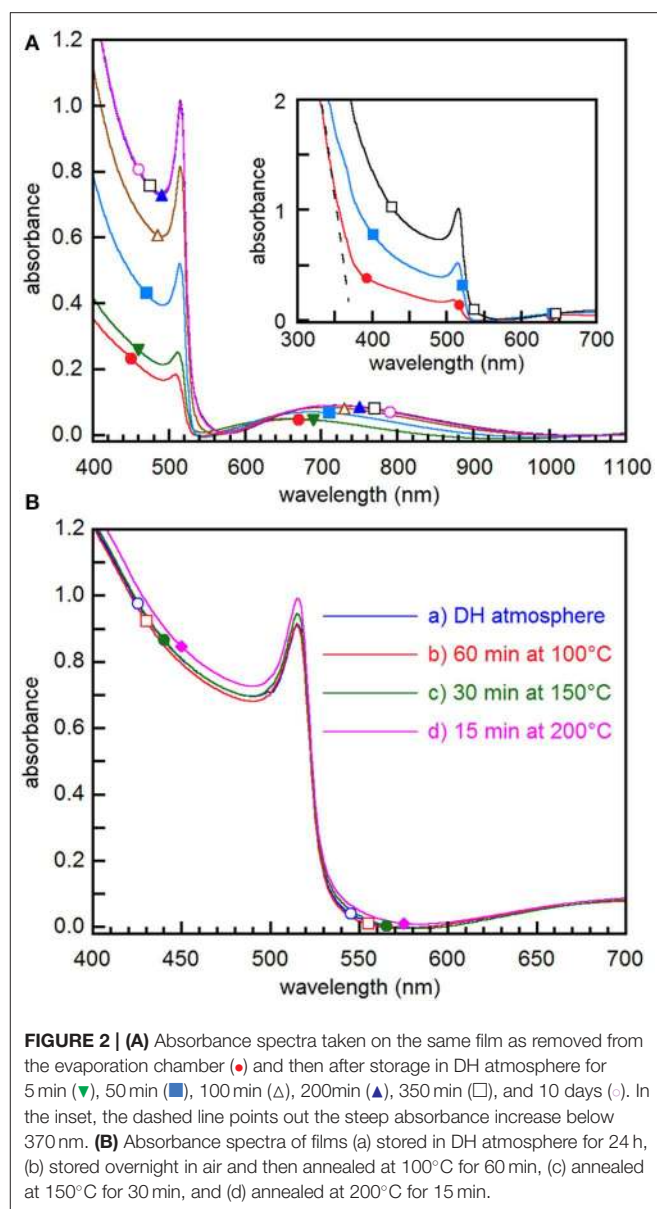 A
1.2
1.0
0.8
0.6
0.4
0.2
0.0
absorbance
400 500 600 700 800 900 1000 1100
wavelength (nm)
2
1
0
absorbance
300 400 500 600 700
wavelength (nm)
B
1.2
1.0
0.8
0.6
0.4
0.2
0.0
absorbance
a) DH atmosphere
b) 60 min at 100°C
c) 30 min at 150°C
d) 15 min at 200°C
400 450 500 550 600 650 700
wavelength (nm)
FIGURE 2 | (A) Absorbance spectra taken on the same film as removed from
the evaporation chamber (●) and then after storage in DH atmosphere for
5 min (▼), 50 min (■), 100 min (△), 200min (▲), 350 min (□), and 10 days (○). In
the inset, the dashed line points out the steep absorbance increase below
370 nm. (B) Absorbance spectra of films (a) stored in DH atmosphere for 24 h,
(b) stored overnight in air and then annealed at 100°C for 60 min, (c) annealed
at 150°C for 30 min, and (d) annealed at 200°C for 15 min.